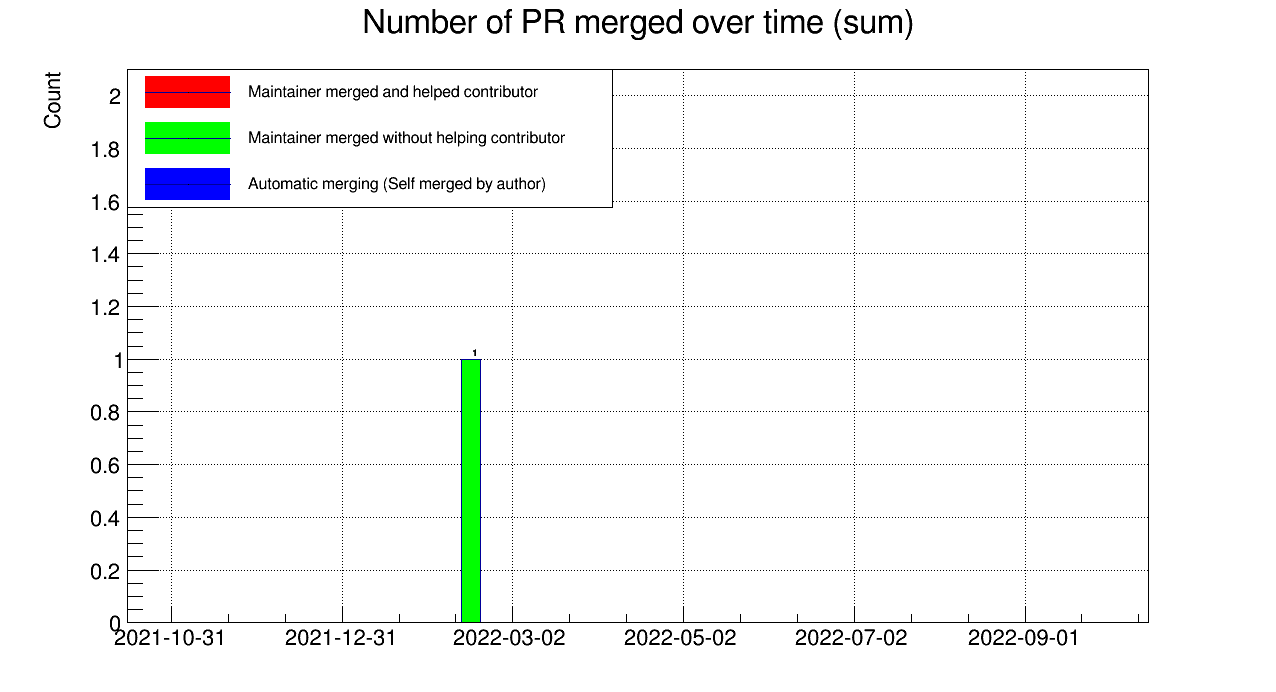 Number of PR merged over time (sum)
Count
Maintainer merged and helped contributor
Maintainer merged without helping contributor
Automatic merging (Self merged by author)
2
1.8
1.6
1.4
1.2
1
0.8
0.6
0.4
0.2
0
1
2021-10-31 2021-12-31 2022-03-02 2022-05-02 2022-07-02 2022-09-01